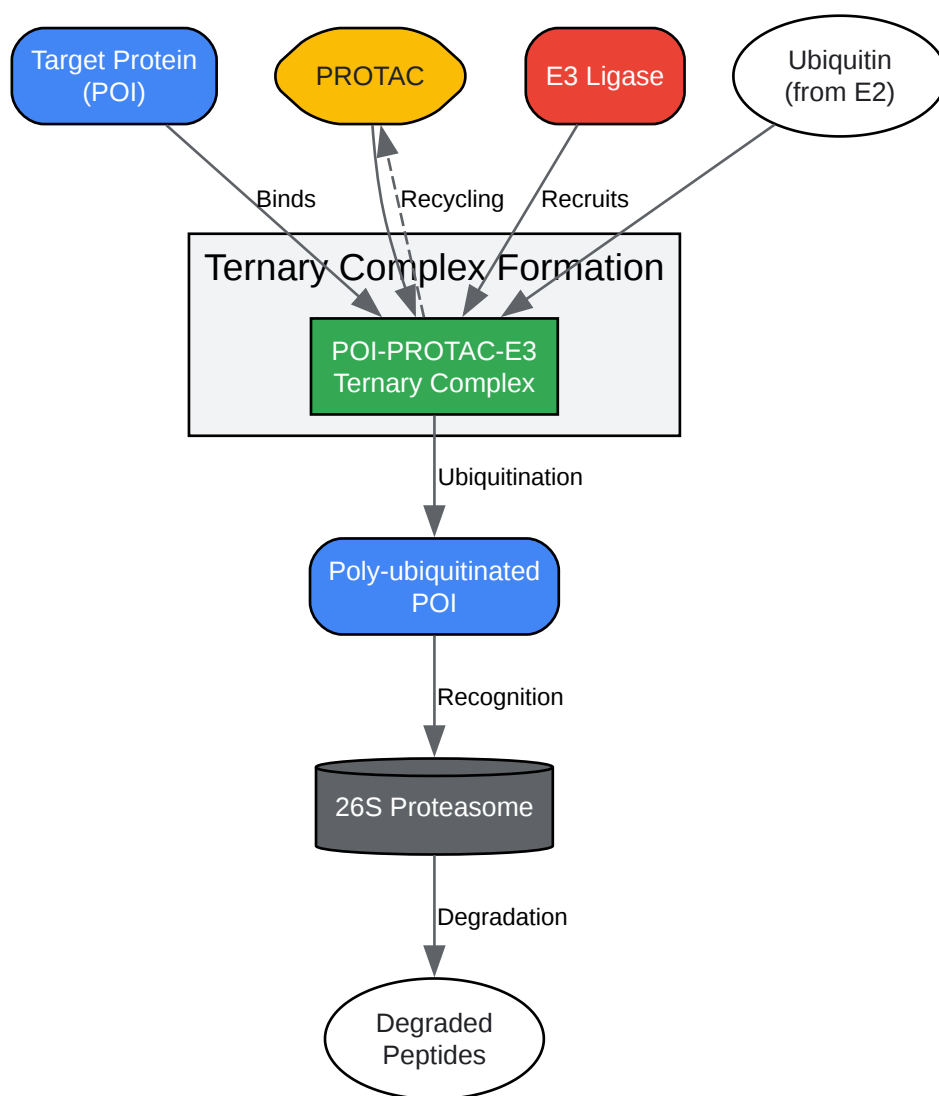 Target Protein
(POI)
PROTAC
E3 Ligase
Ubiquitin
(from E2)
Binds
Recycling
Recruits
Ternary Complex Formation
POI-PROTAC-E3
Ternary Complex
Ubiquitination
Poly-ubiquitinated
POI
Recognition
26S Proteasome
Degradation
Degraded
Peptides